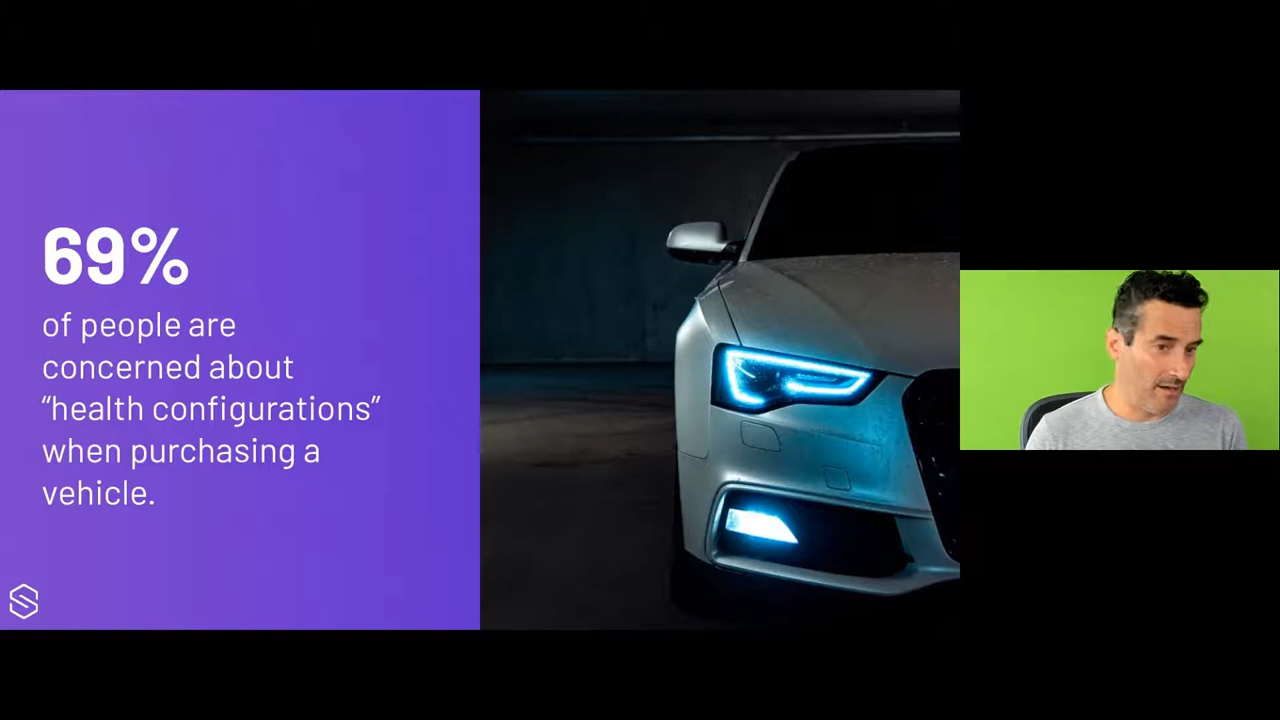 69%
of people are
concerned about
“health configurations”
when purchasing a
vehicle.